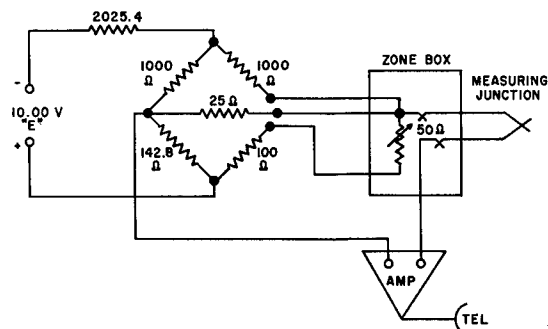 2025.4
1000
Ω
1000
Ω
ZONE BOX
MEASURING
JUNCTION
-
10.00 V
"E"
+
25 Ω
50 Ω
142.8
Ω
100
Ω
AMP
TEL